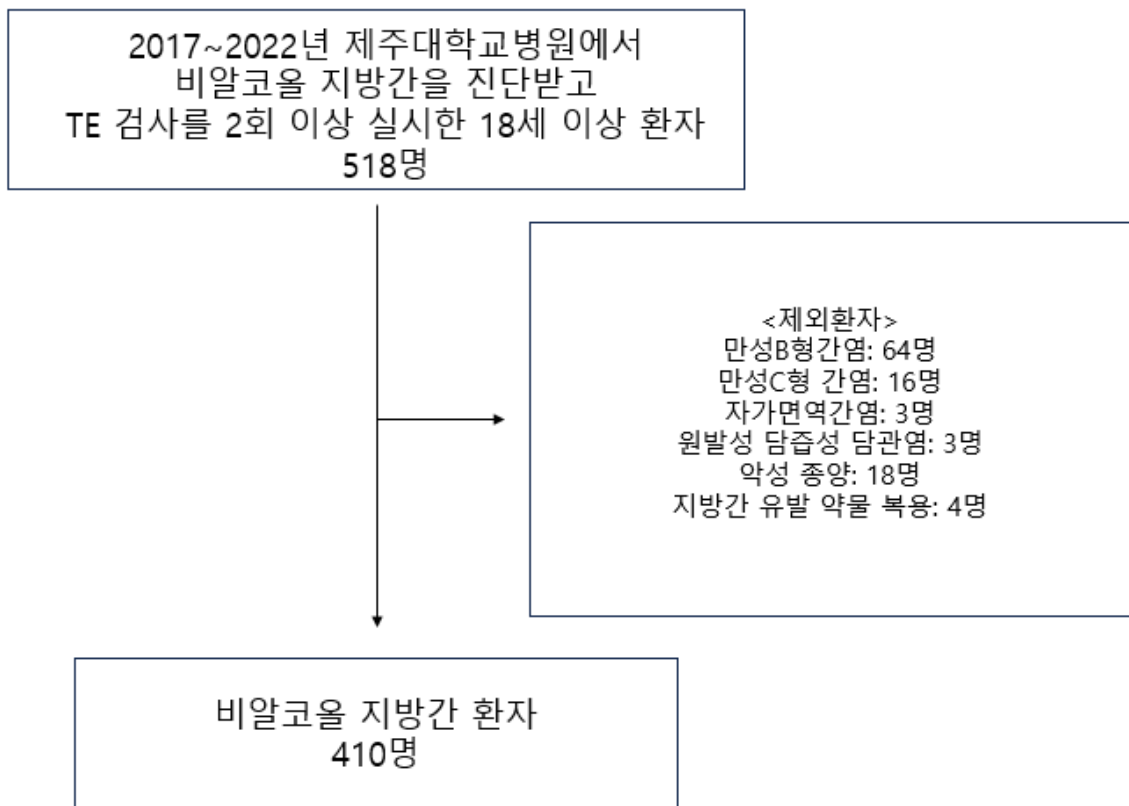 2017~2022년 제주대학교병원에서
비알코올 지방간을 진단받고
TE 검사를 2회 이상 실시한 18세 이상 환자
518명
<제외환자>
만성B형간염: 64명
만성C형 간염: 16명
자가면역간염: 3명
원발성 담즙성 담관염: 3명
악성 종양: 18명
지방간 유발 약물 복용: 4명
비알코올 지방간 환자
410명